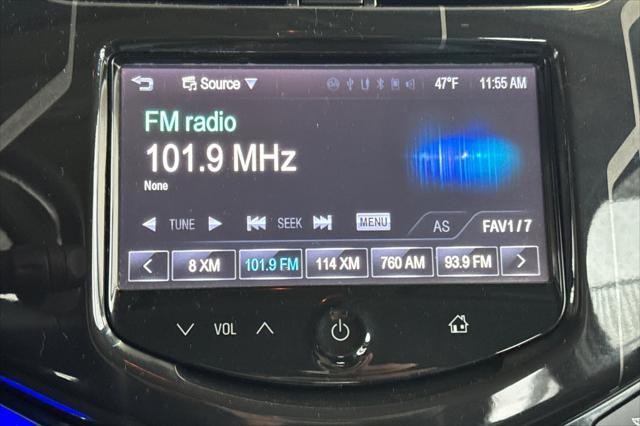 Source 47°F 11:55 AM
FM radio
101.9 MHz
None
TUNE SEEK MENU AS FAV1/7
8 XM 101.9 FM 114 XM 760 AM 93.9 FM
VOL